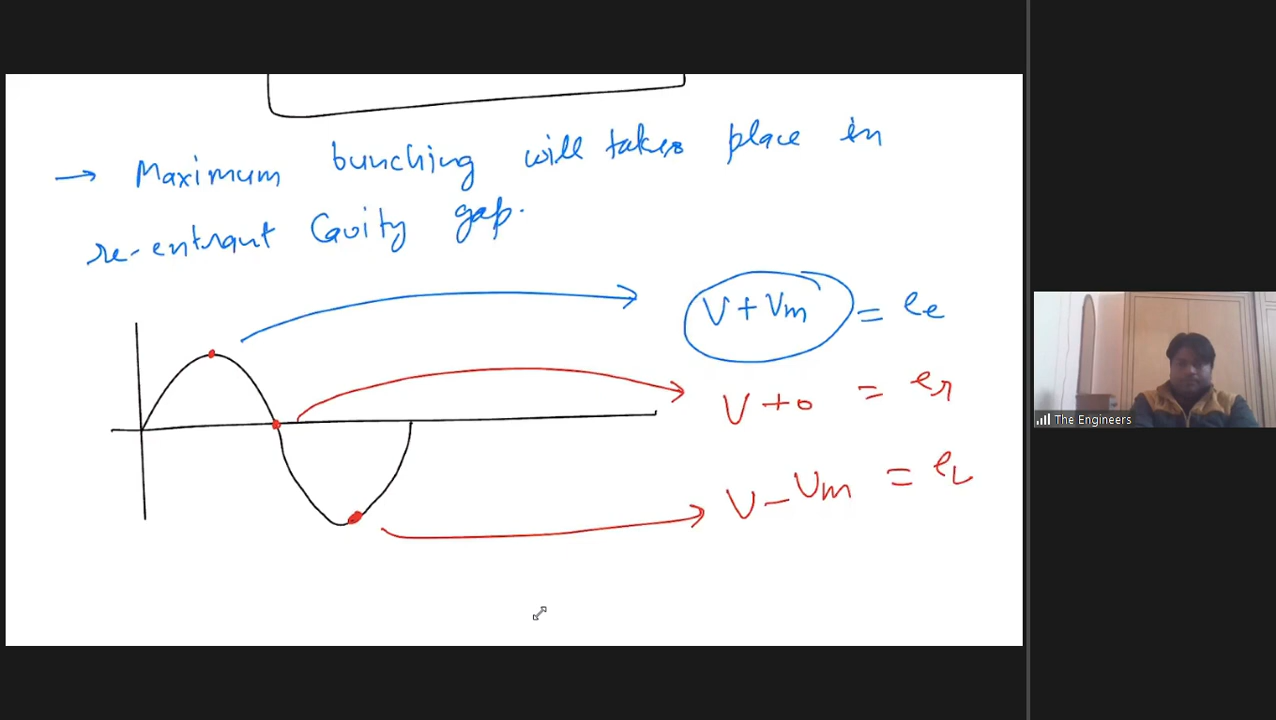 → Maximum bunching will takes place in
re-entrant Cavity gap.
V + Vm = ee
V + 0 = er
V - Vm = el
The Engineers